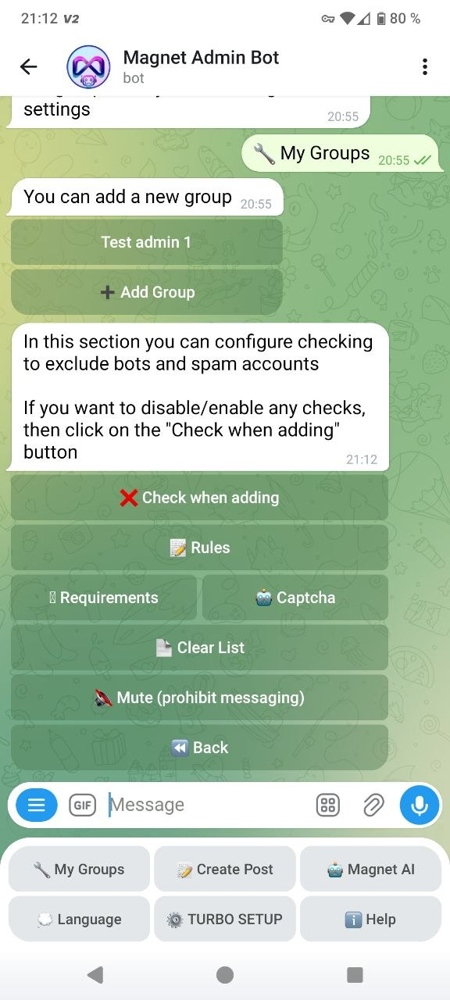 21:12 V2
80 %
Magnet Admin Bot
bot
settings
20:55
My Groups 20:55
You can add a new group 20:55
Test admin 1
Add Group
In this section you can configure checking
to exclude bots and spam accounts
If you want to disable/enable any checks,
then click on the "Check when adding"
button
21:12
Check when adding
Rules
Requirements
Captcha
Clear List
Mute (prohibit messaging)
Back
GIF Message
My Groups
Create Post
Magnet AI
Language
TURBO SETUP
Help